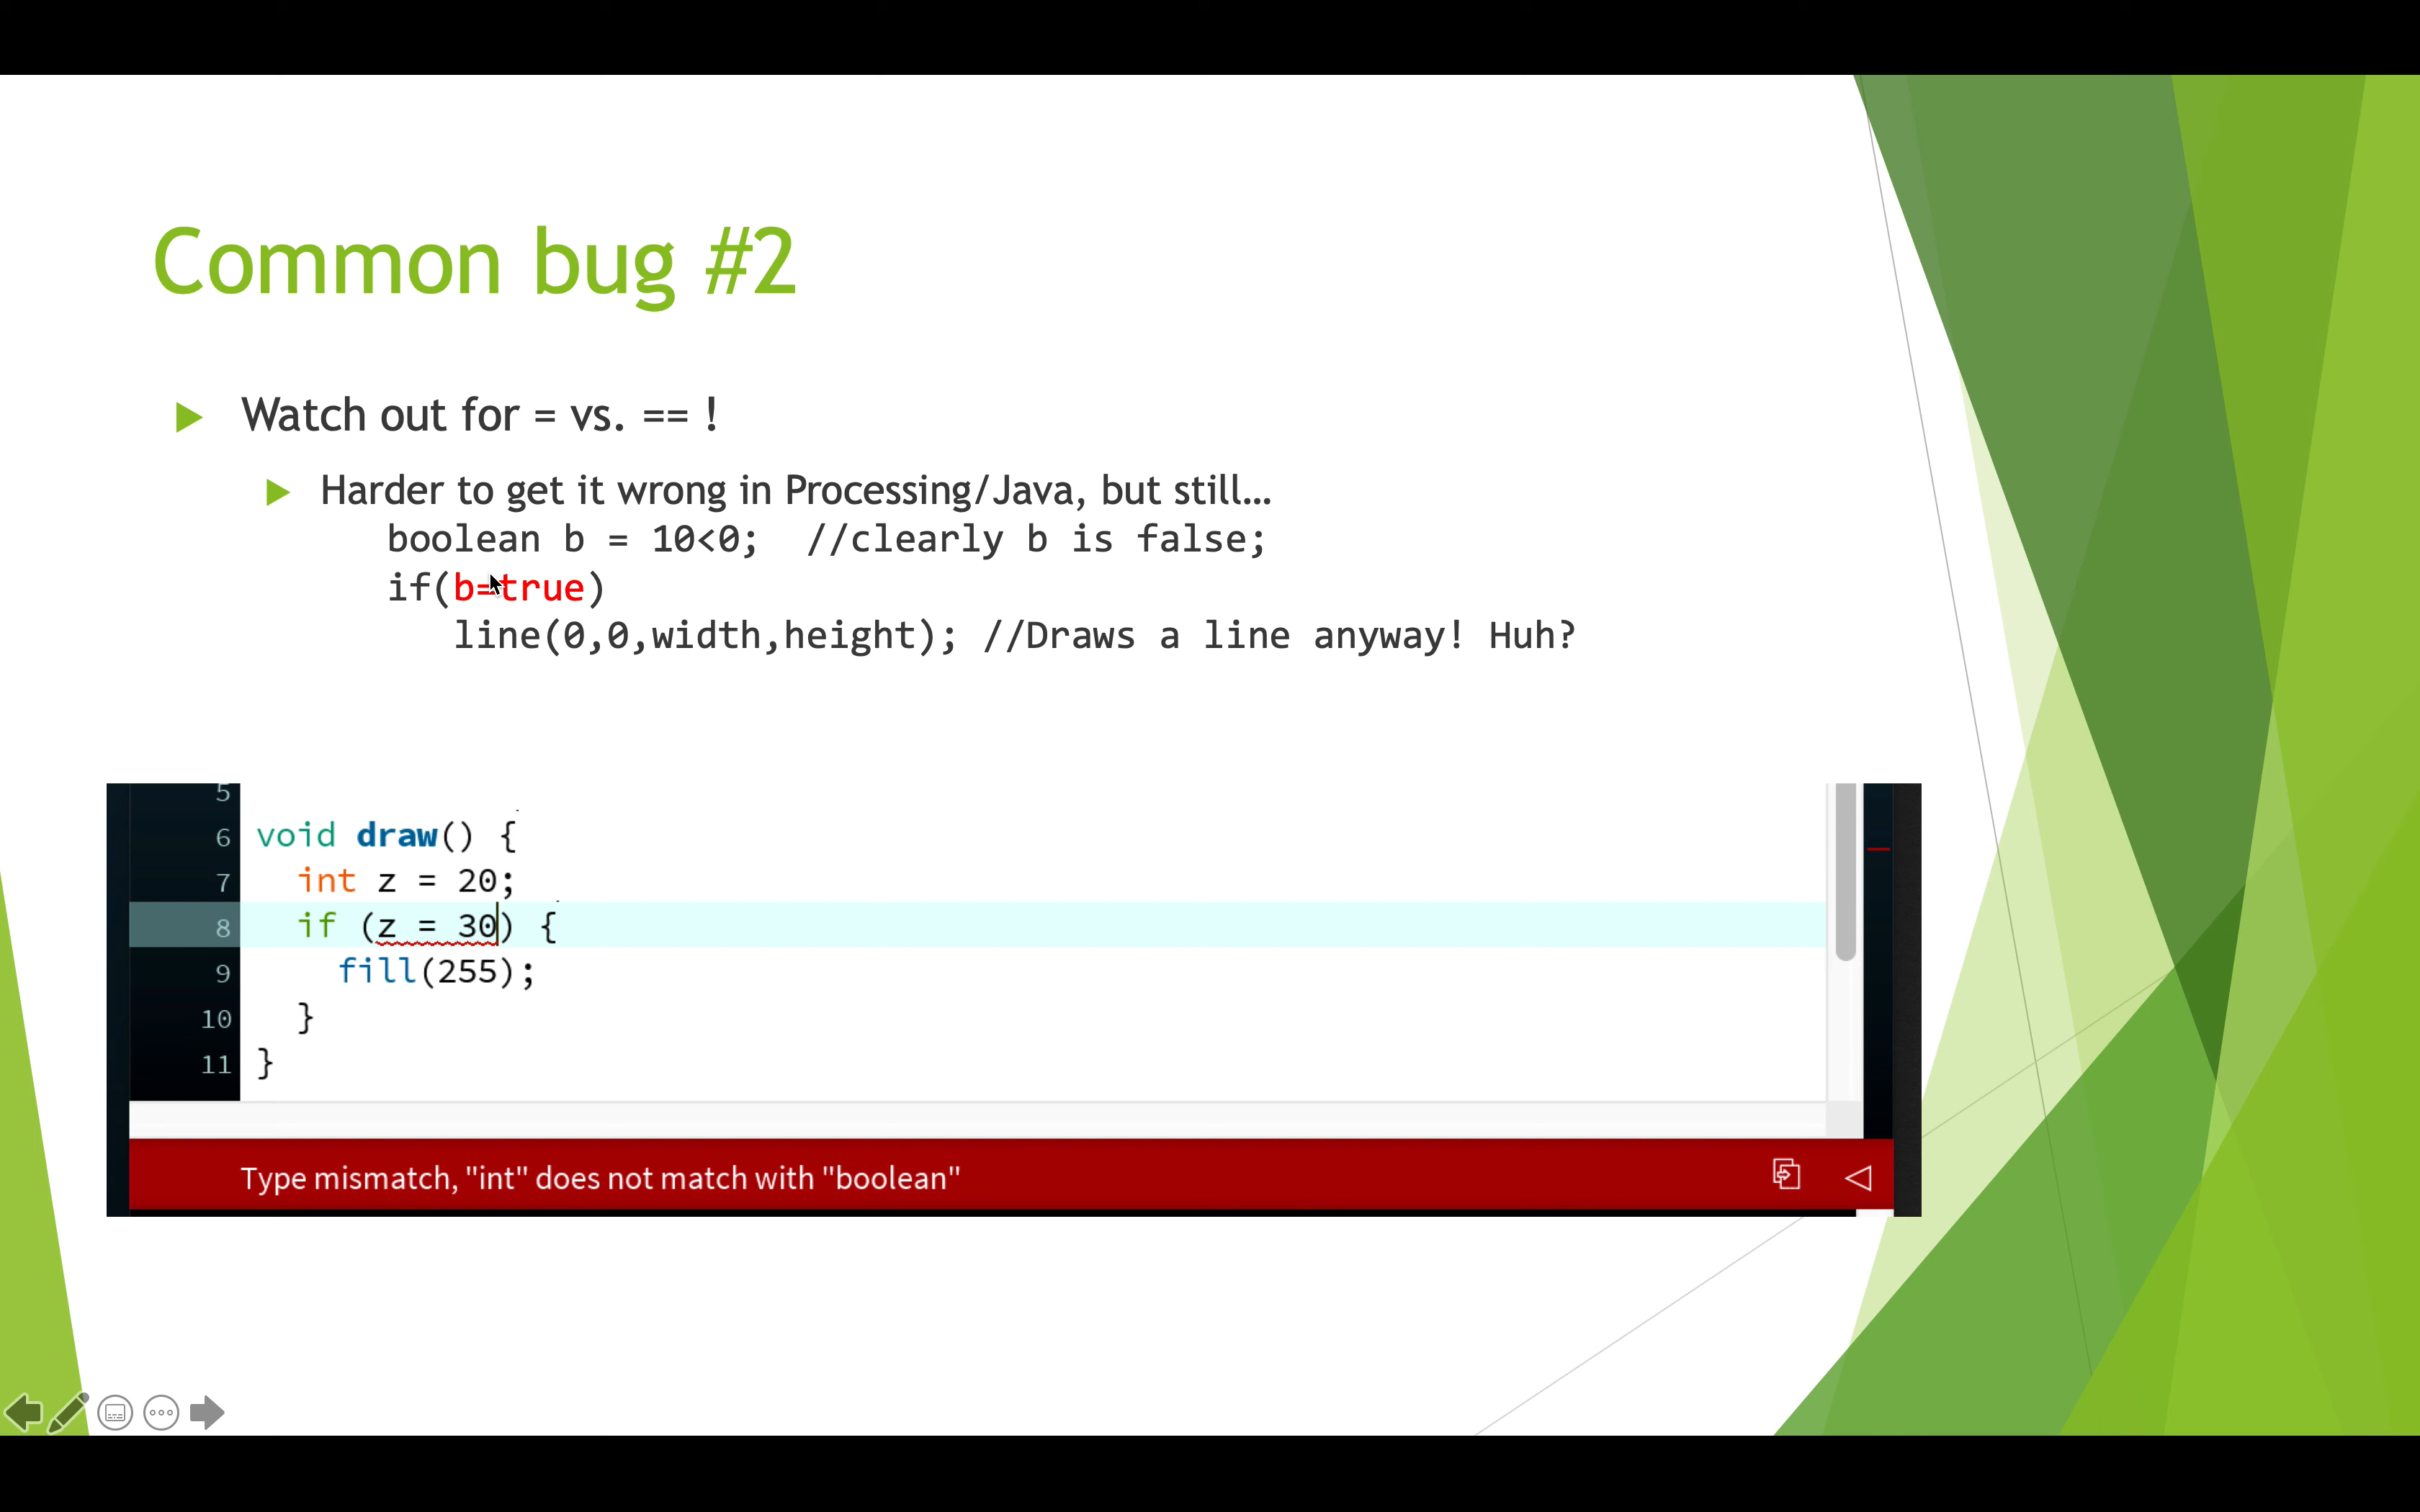 Common bug #2
Watch out for = vs. == !
Harder to get it wrong in Processing/Java, but still…
boolean b = 10<0;  //clearly b is false;
if(b=true)
line(0,0,width,height); //Draws a line anyway! Huh?
5
6 void draw() {
7 int z = 20;
8 if (z = 30) {
9 fill(255);
10 }
11 }
Type mismatch, "int" does not match with "boolean"